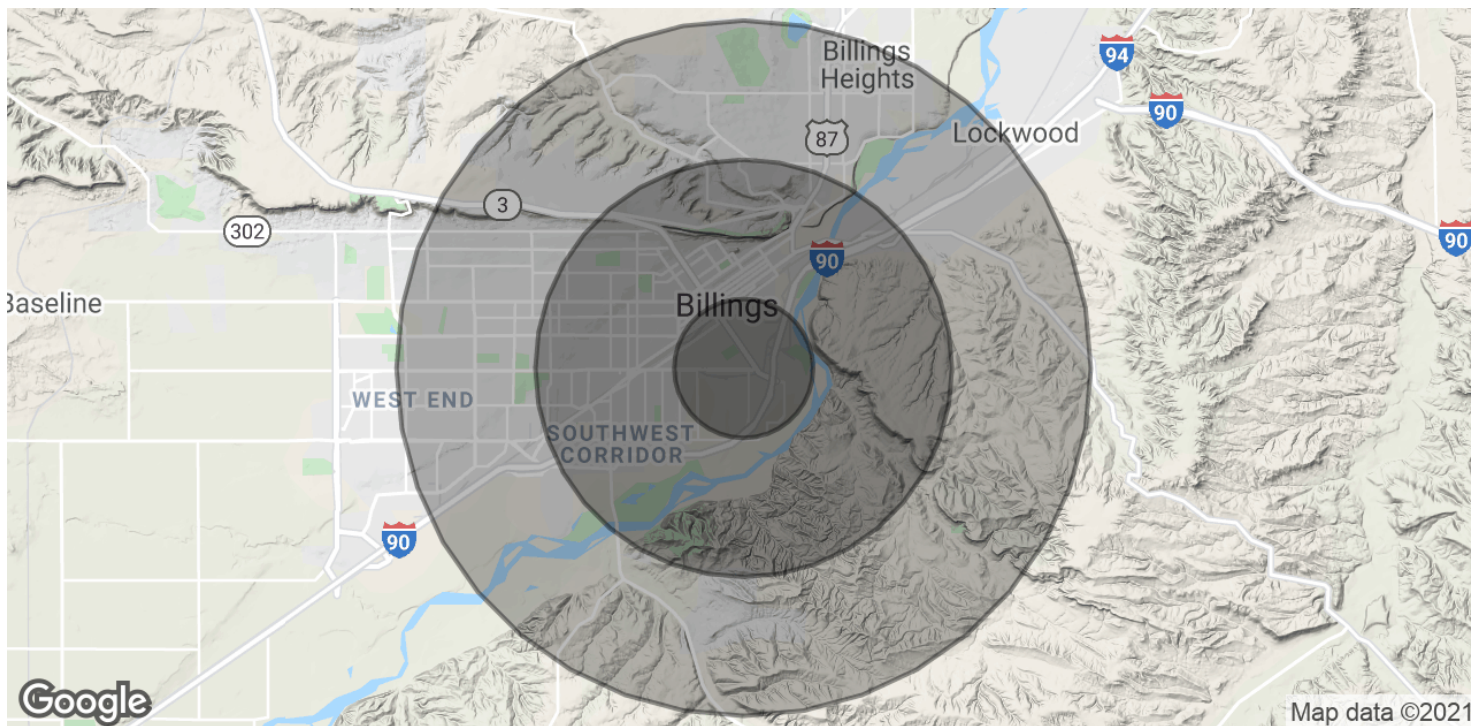 Billings
Heights
94
90
87
Lockwood
3
302
90
90
Baseline
Billings
WEST END
SOUTHWEST
CORRIDOR
90
Google
Map data ©2021